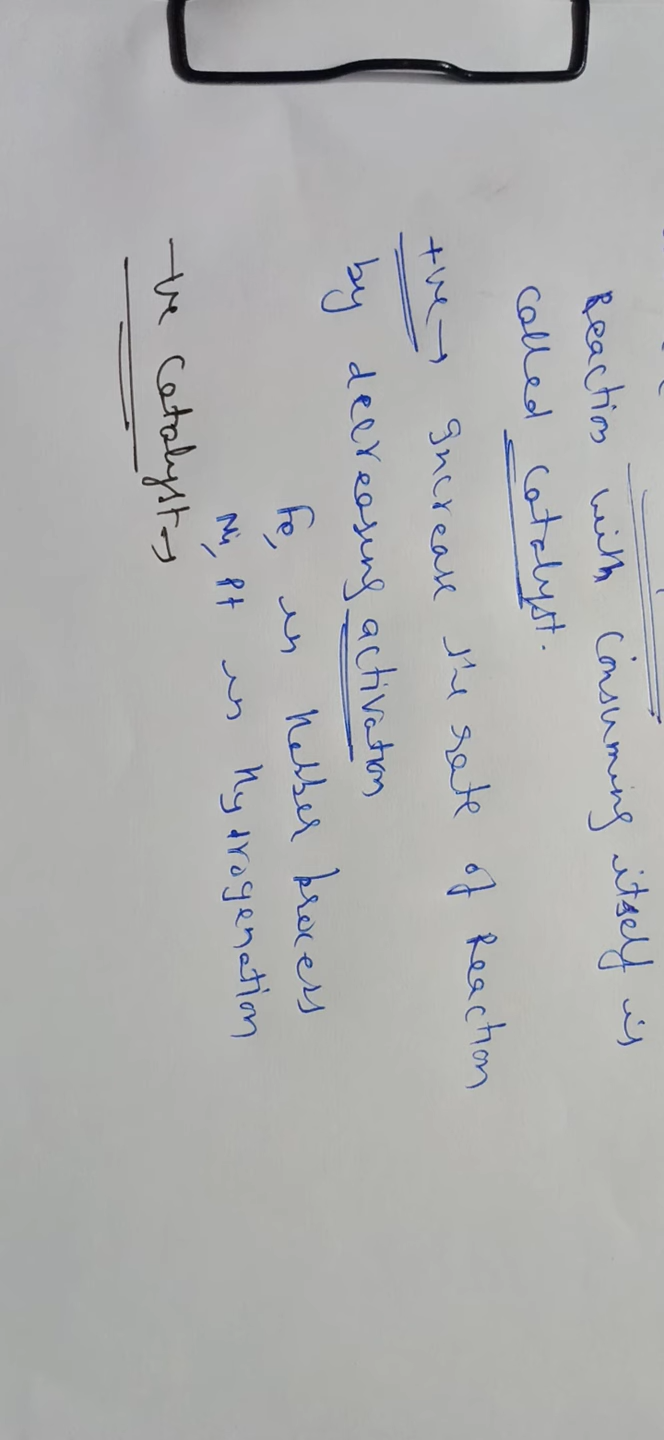 Reaction with Consuming itself is
called Catalyst.
+ve → Increase the rate of Reaction
by decreasing activation
Fe, in Habber process
Ni, Pt in Hydrogenation
-ve Catalyst →